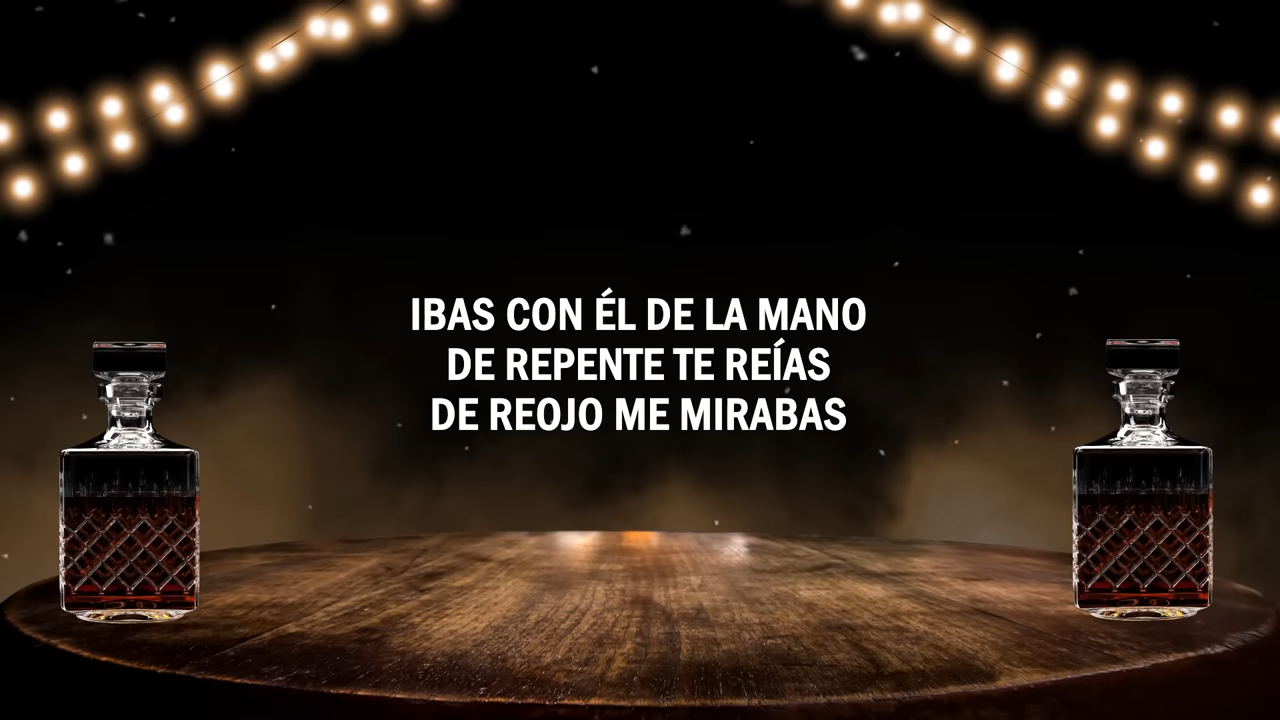 IBAS CON ÉL DE LA MANO
DE REPENTE TE REÍAS
DE REOJO ME MIRABAS